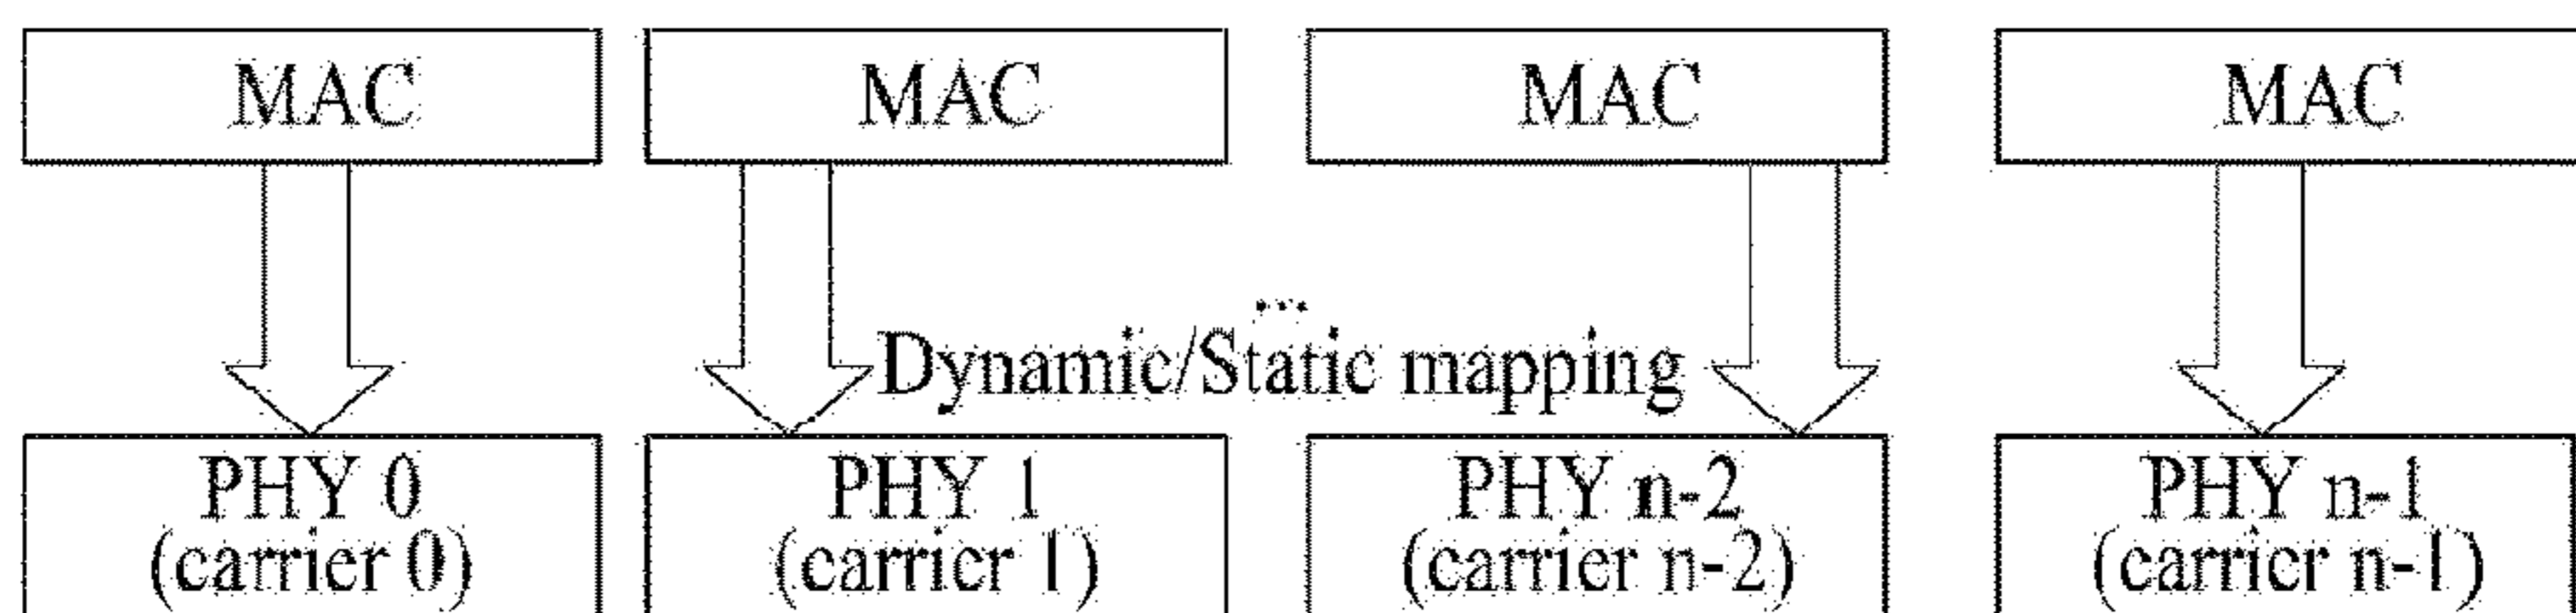 MAC MAC MAC MAC
...
Dynamic/Static mapping
PHY 0 PHY 1 PHY n-2 PHY n-1
(carrier 0) (carrier 1) (carrier n-2) (carrier n-1)